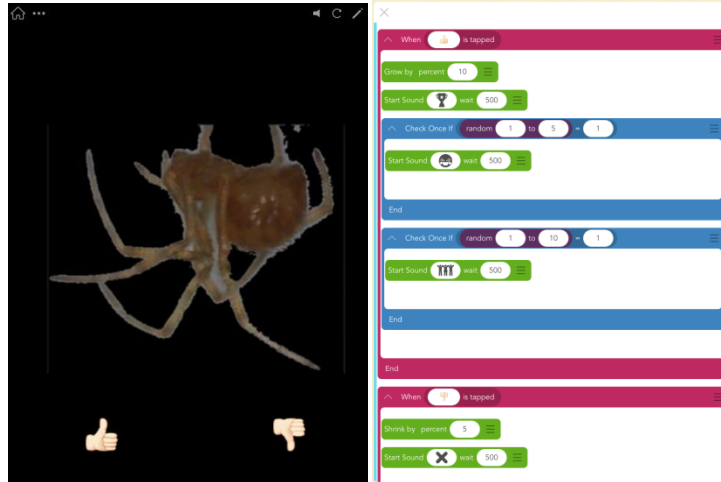 When is tapped
Grow by percent 10
Start Sound wait 500
Check Once If random 1 to 5 = 1
Start Sound wait 500
End
Check Once If random 1 to 10 = 1
Start Sound wait 500
End
End
When is tapped
Shrink by percent 5
Start Sound wait 500